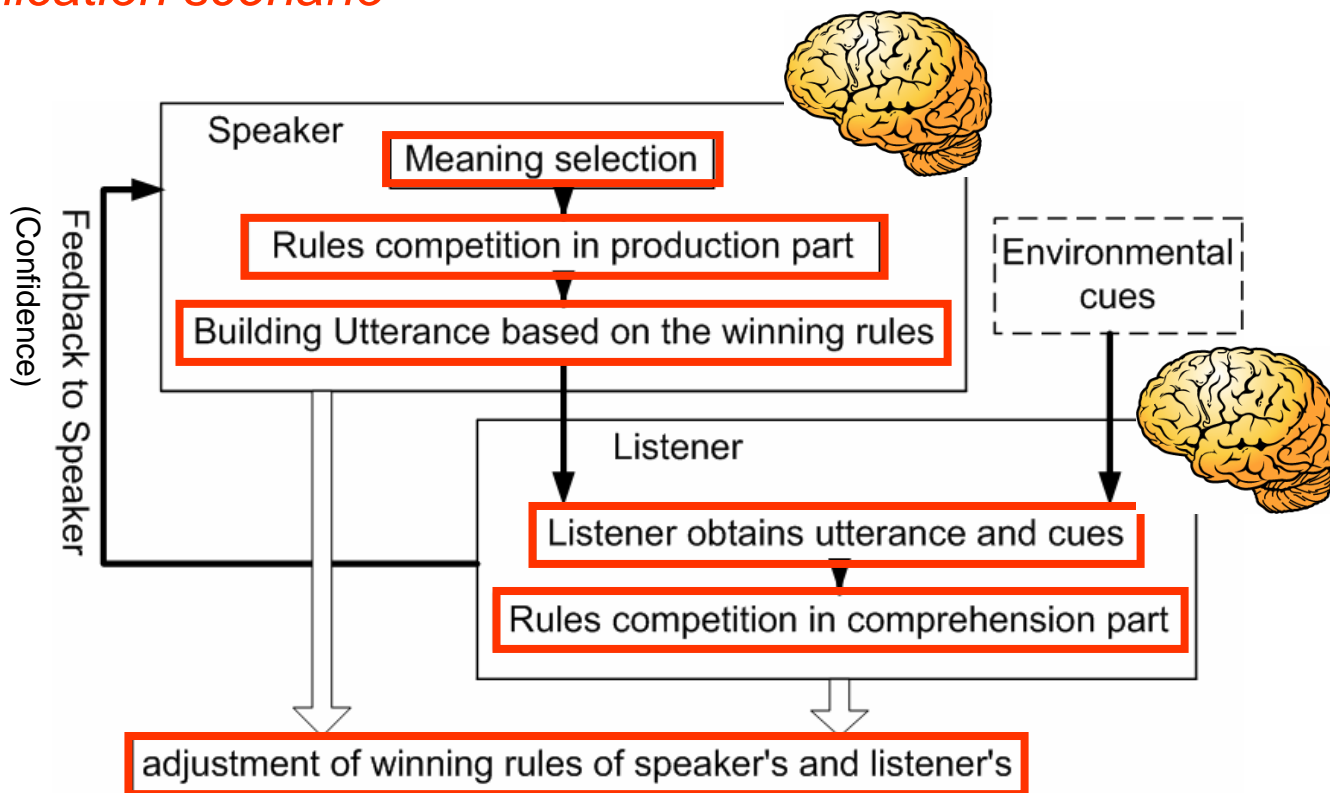 Speaker
Meaning selection
Rules competition in production part
Building Utterance based on the winning rules
Environmental
cues
Feedback to Speaker
(Confidence)
Listener
Listener obtains utterance and cues
Rules competition in comprehension part
adjustment of winning rules of speaker's and listener's